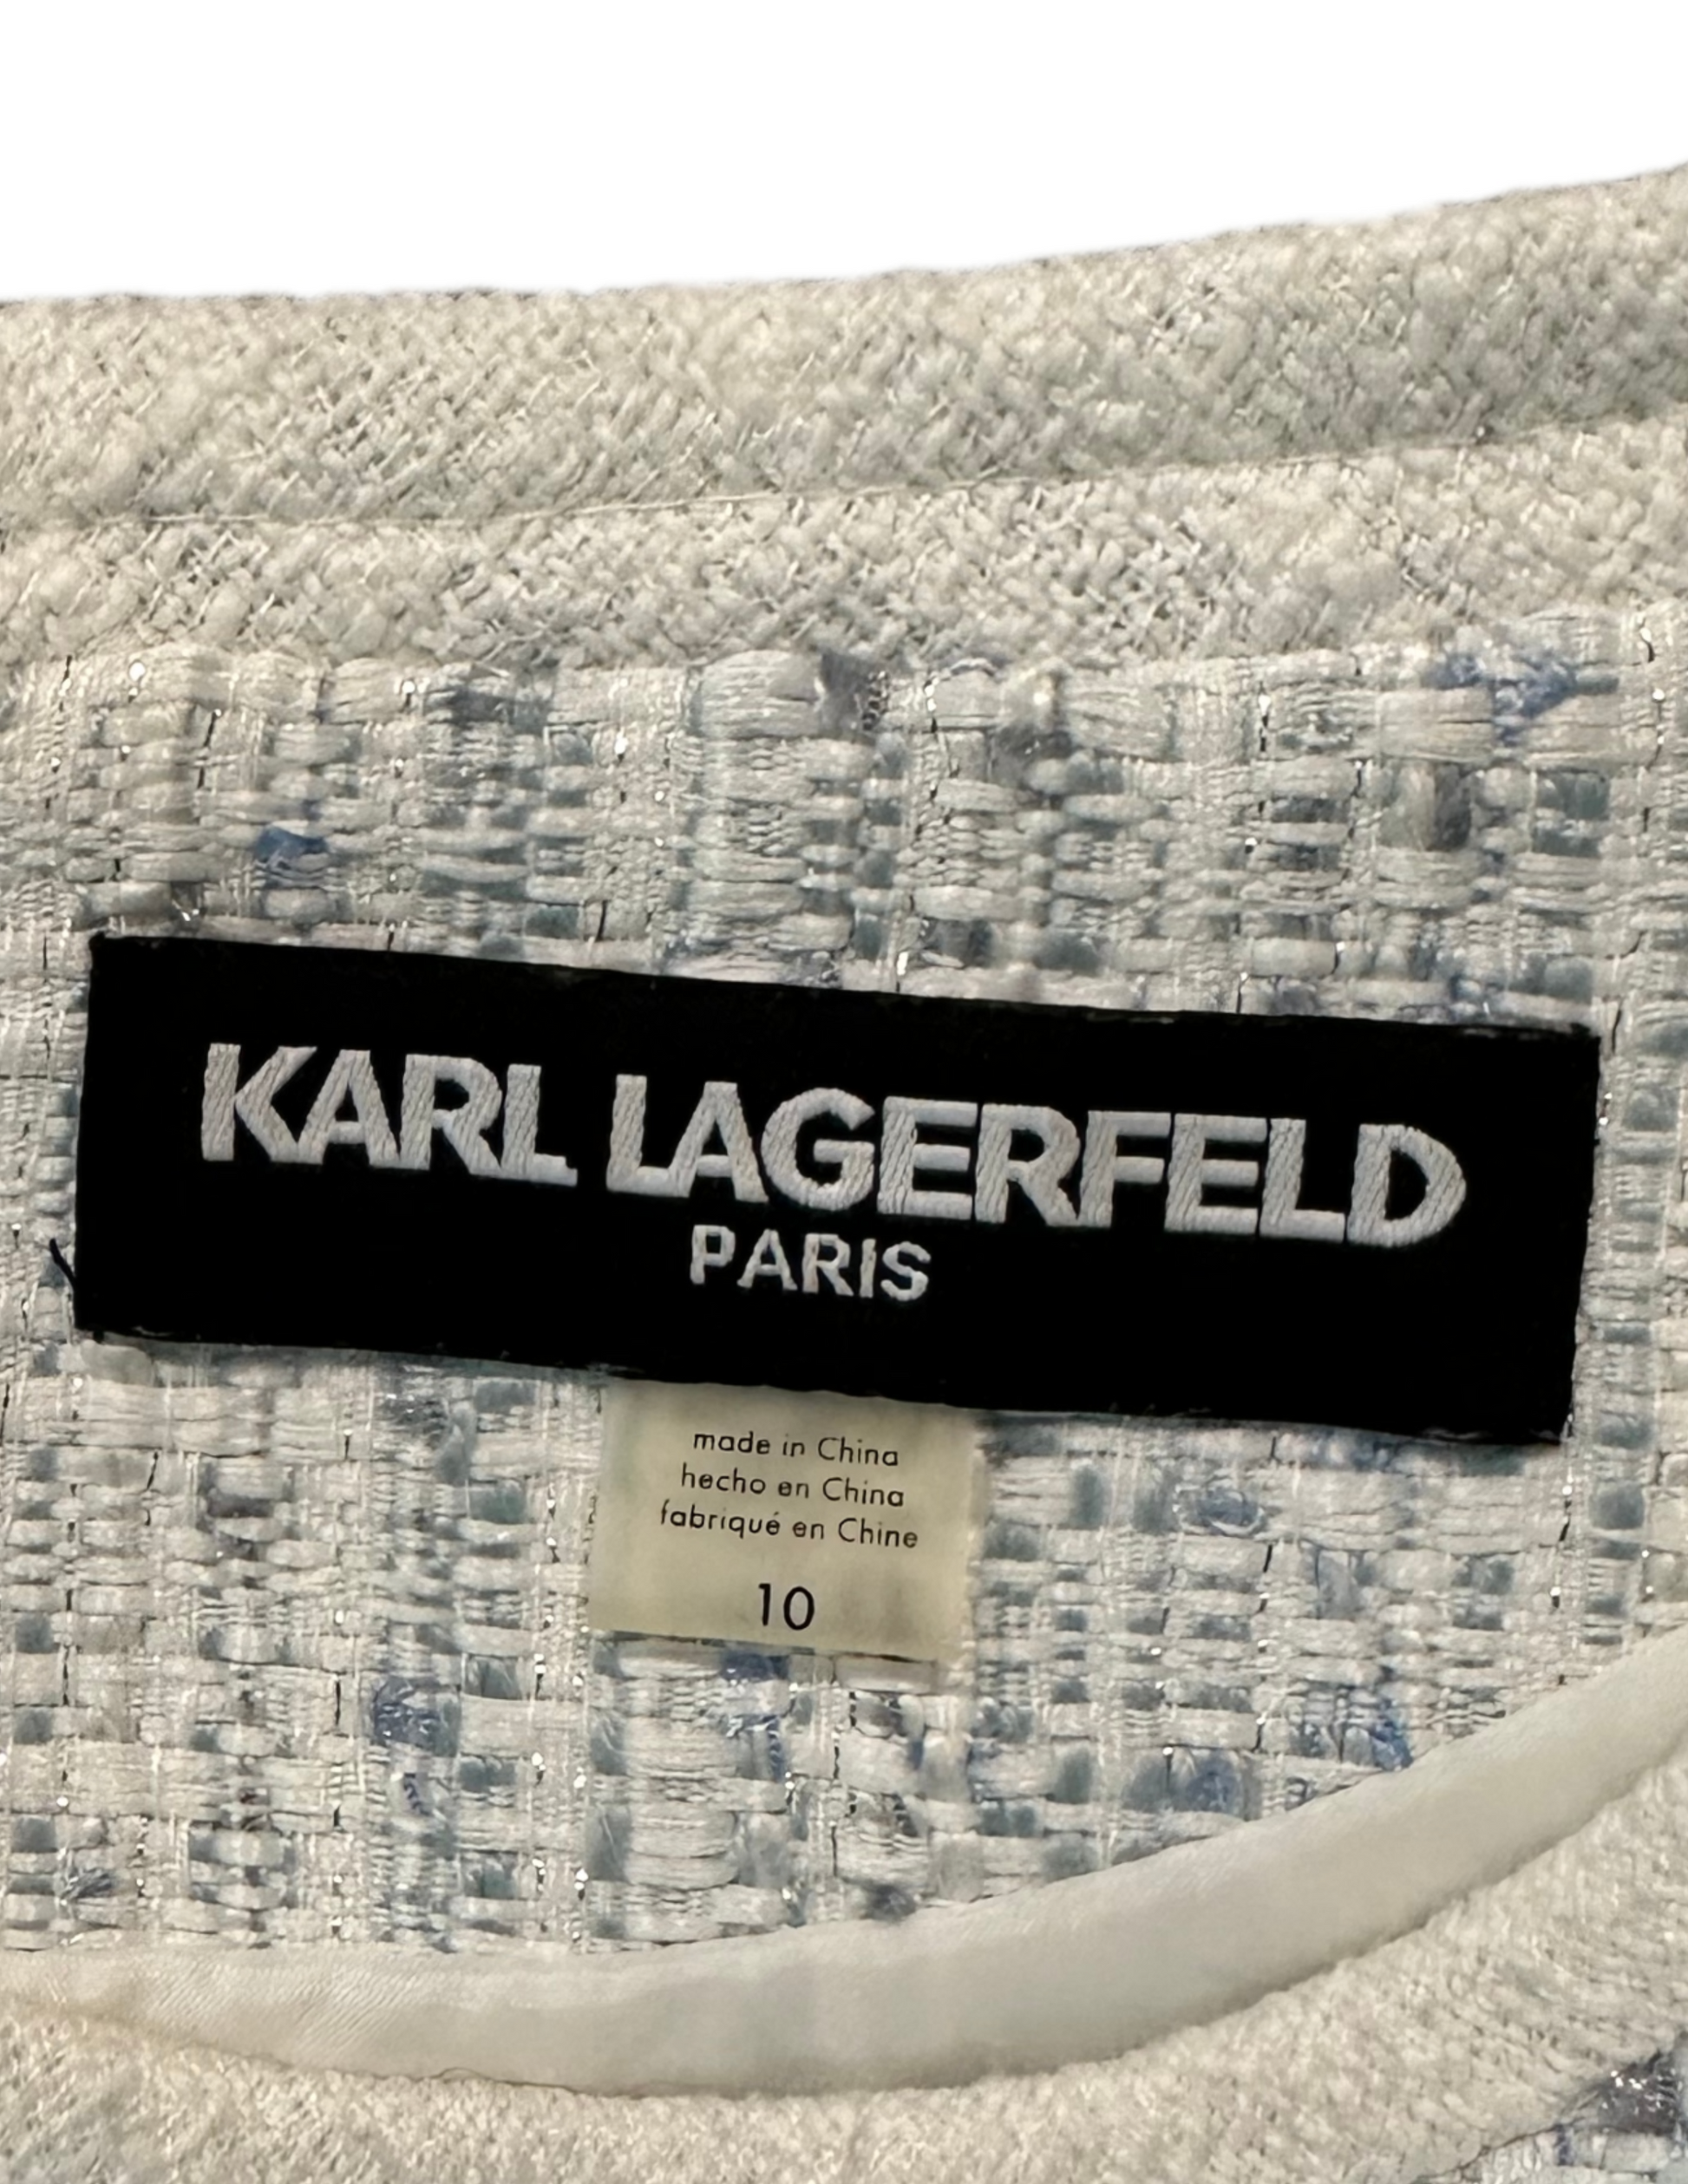 KARL LAGERFELD
PARIS
made in China
hecho en China
fabriqué en Chine
10